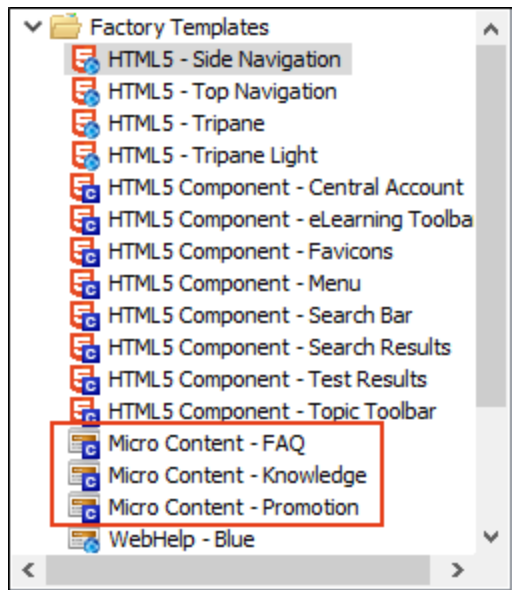 Factory Templates
HTML5 - Side Navigation
HTML5 - Top Navigation
HTML5 - Tripane
HTML5 - Tripane Light
HTML5 Component - Central Account
HTML5 Component - eLearning Toolba
HTML5 Component - Favicons
HTML5 Component - Menu
HTML5 Component - Search Bar
HTML5 Component - Search Results
HTML5 Component - Test Results
HTML5 Component - Topic Toolbar
Micro Content - FAQ
Micro Content - Knowledge
Micro Content - Promotion
WebHelp - Blue